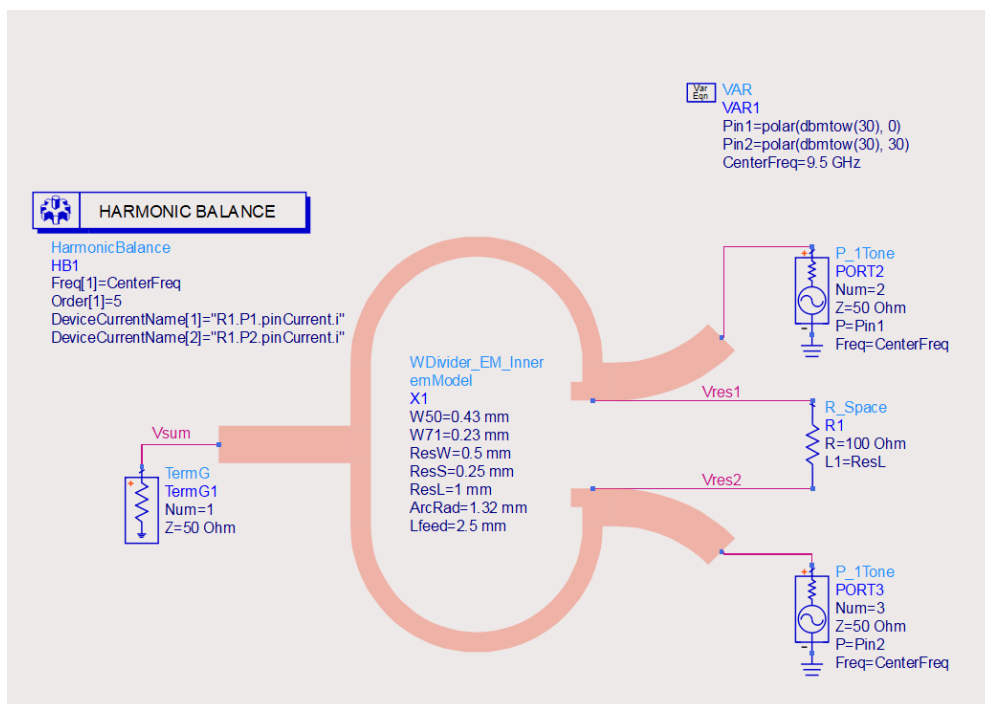 Var
Eqn
VAR
VAR1
Pin1=polar(dbmtow(30), 0)
Pin2=polar(dbmtow(30), 30)
CenterFreq=9.5 GHz
HARMONIC BALANCE
HarmonicBalance
HB1
Freq[1]=CenterFreq
Order[1]=5
DeviceCurrentName[1]="R1.P1.pinCurrent.i"
DeviceCurrentName[2]="R1.P2.pinCurrent.i"
P_1Tone
PORT2
Num=2
Z=50 Ohm
P=Pin1
Freq=CenterFreq
WDivider_EM_Inner
emModel
X1
W50=0.43 mm
W71=0.23 mm
ResW=0.5 mm
ResS=0.25 mm
ResL=1 mm
ArcRad=1.32 mm
Lfeed=2.5 mm
Vres1
R_Space
R1
R=100 Ohm
L1=ResL
Vres2
Vsum
TermG
TermG1
Num=1
Z=50 Ohm
P_1Tone
PORT3
Num=3
Z=50 Ohm
P=Pin2
Freq=CenterFreq